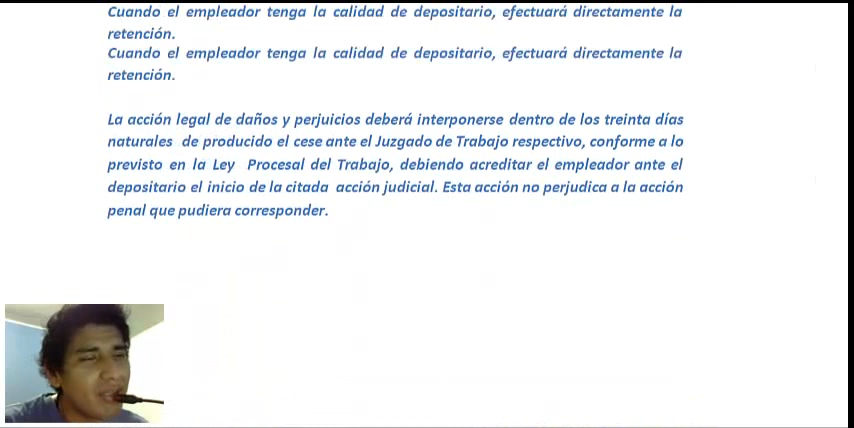 Cuando el empleador tenga la calidad de depositario, efectuará directamente la
retención.
Cuando el empleador tenga la calidad de depositario, efectuará directamente la
retención.
La acción legal de daños y perjuicios deberá interponerse dentro de los treinta días
naturales de producido el cese ante el Juzgado de Trabajo respectivo, conforme a lo
previsto en la Ley Procesal del Trabajo, debiendo acreditar el empleador ante el
depositario el inicio de la citada acción judicial. Esta acción no perjudica a la acción
penal que pudiera corresponder.